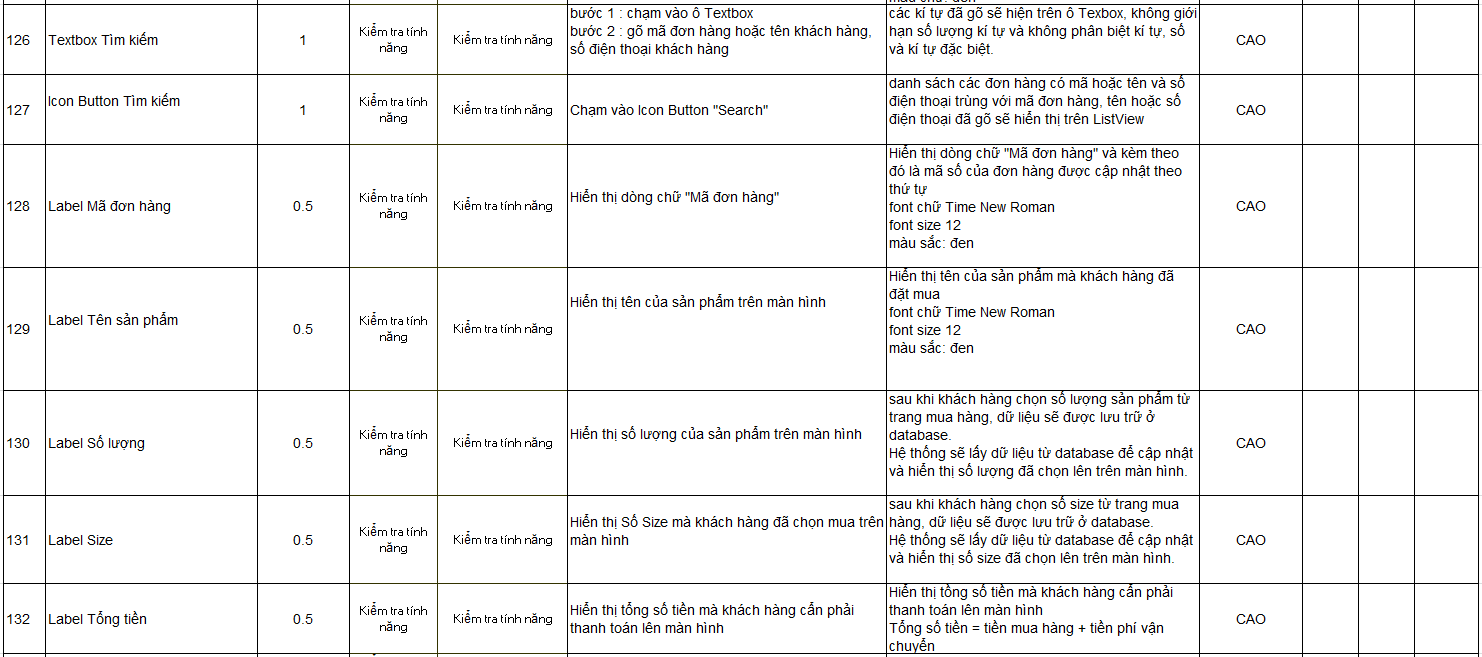 màu chữ: đen
126
Textbox Tìm kiếm
1
Kiểm tra tính
năng
Kiểm tra tính năng
bước 1 : chạm vào ô Textbox
bước 2 : gõ mã đơn hàng hoặc tên khách hàng,
số điện thoại khách hàng
các kí tự đã gõ sẽ hiện trên ô Texbox, không giới
hạn số lượng kí tự và không phân biệt kí tự, số
và kí tự đặc biệt.
CAO
127
Icon Button Tìm kiếm
1
Kiểm tra tính
năng
Kiểm tra tính năng
Chạm vào Icon Button "Search"
danh sách các đơn hàng có mã hoặc tên và số
điện thoại trùng với mã đơn hàng, tên hoặc số
điện thoại đã gõ sẽ hiển thị trên ListView
CAO
128
Label Mã đơn hàng
0.5
Kiểm tra tính
năng
Kiểm tra tính năng
Hiển thị dòng chữ "Mã đơn hàng"
Hiển thị dòng chữ "Mã đơn hàng" và kèm theo
đó là mã số của đơn hàng được cập nhật theo
thứ tự
font chữ Time New Roman
font size 12
màu sắc: đen
CAO
129
Label Tên sản phẩm
0.5
Kiểm tra tính
năng
Kiểm tra tính năng
Hiển thị tên của sản phẩm trên màn hình
Hiển thị tên của sản phẩm mà khách hàng đã
đặt mua
font chữ Time New Roman
font size 12
màu sắc: đen
CAO
130
Label Số lượng
0.5
Kiểm tra tính
năng
Kiểm tra tính năng
Hiển thị số lượng của sản phẩm trên màn hình
sau khi khách hàng chọn số lượng sản phẩm từ
trang mua hàng, dữ liệu sẽ được lưu trữ ở
database.
Hệ thống sẽ lấy dữ liệu từ database để cập nhật
và hiển thị số lượng đã chọn lên trên màn hình.
CAO
131
Label Size
0.5
Kiểm tra tính
năng
Kiểm tra tính năng
Hiển thị Số Size mà khách hàng đã chọn mua trên
màn hình
sau khi khách hàng chọn số size từ trang mua
hàng, dữ liệu sẽ được lưu trữ ở database.
Hệ thống sẽ lấy dữ liệu từ database để cập nhật
và hiển thị số size đã chọn lên trên màn hình.
CAO
132
Label Tổng tiền
0.5
Kiểm tra tính
năng
Kiểm tra tính năng
Hiển thị tổng số tiền mà khách hàng cần phải
thanh toán lên màn hình
Hiển thị tổng số tiền mà khách hàng cần phải
thanh toán lên màn hình
Tổng số tiền = tiền mua hàng + tiền phí vận
chuyển
CAO